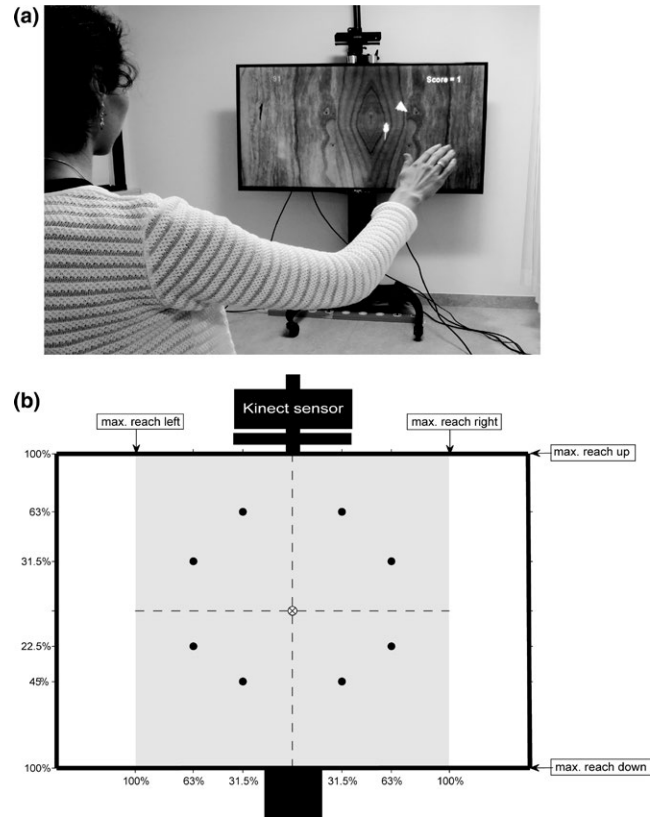 (a)
Score = 1
(b)
Kinect sensor
max. reach left
max. reach right
100%
max. reach up
63%
31.5%
22.5%
45%
100%
max. reach down
100%
63%
31.5%
31.5%
63%
100%